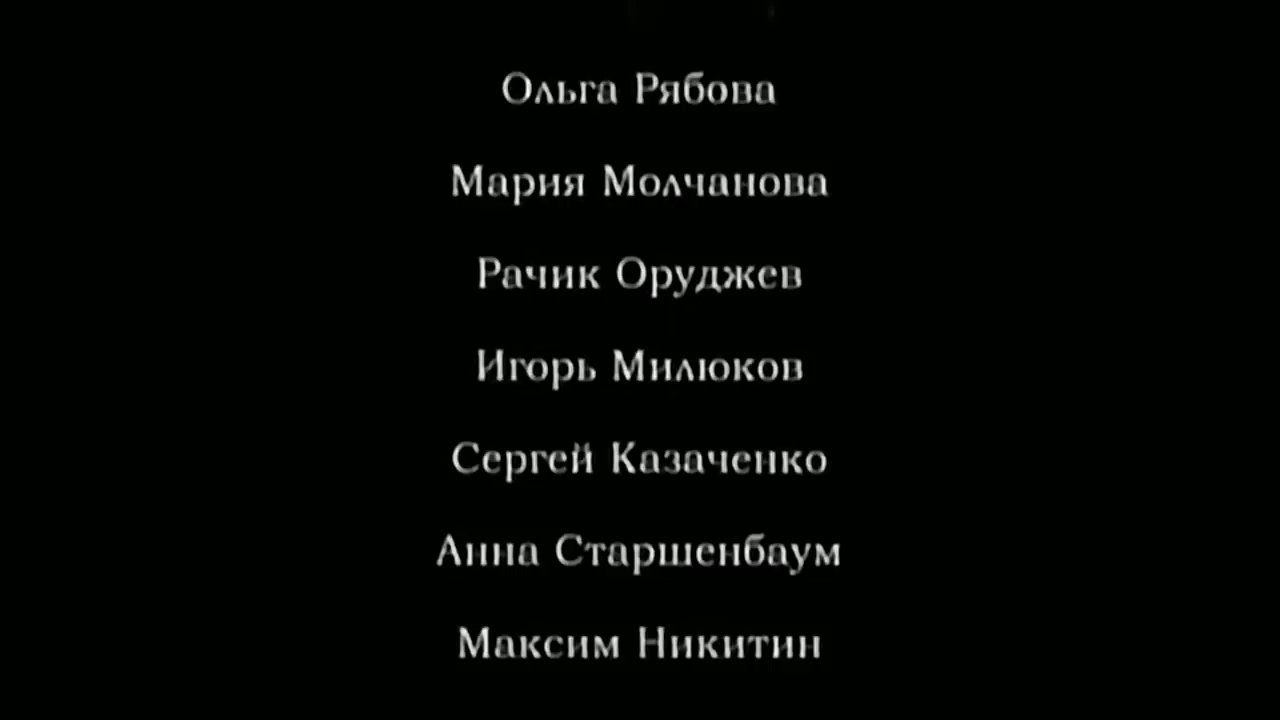 Ольга Рябова
Мария Молчанова
Рачик Оруджев
Игорь Милюков
Сергей Казаченко
Анна Старшенбаум
Максим Никитин